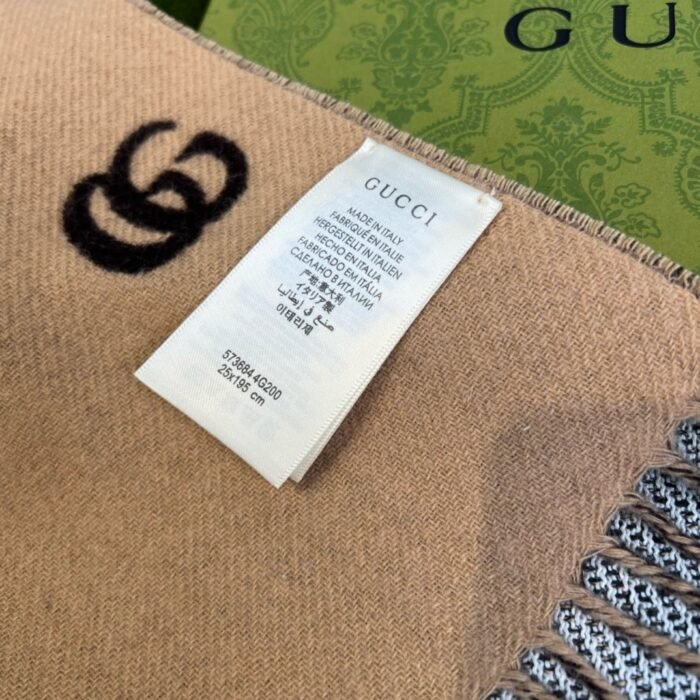 GU
GUCCI
MADE IN ITALY
FABRIQUÉ EN ITALIE
HERGESTELLT IN ITALIEN
HECHO EN ITALIA
FABRICADO EM ITÁLIA
СДЕЛАНО В ИТАЛИИ
产地:意大利
イタリア製
صنع في إيطاليا
이태리제
573684 4G200
25x195 cm